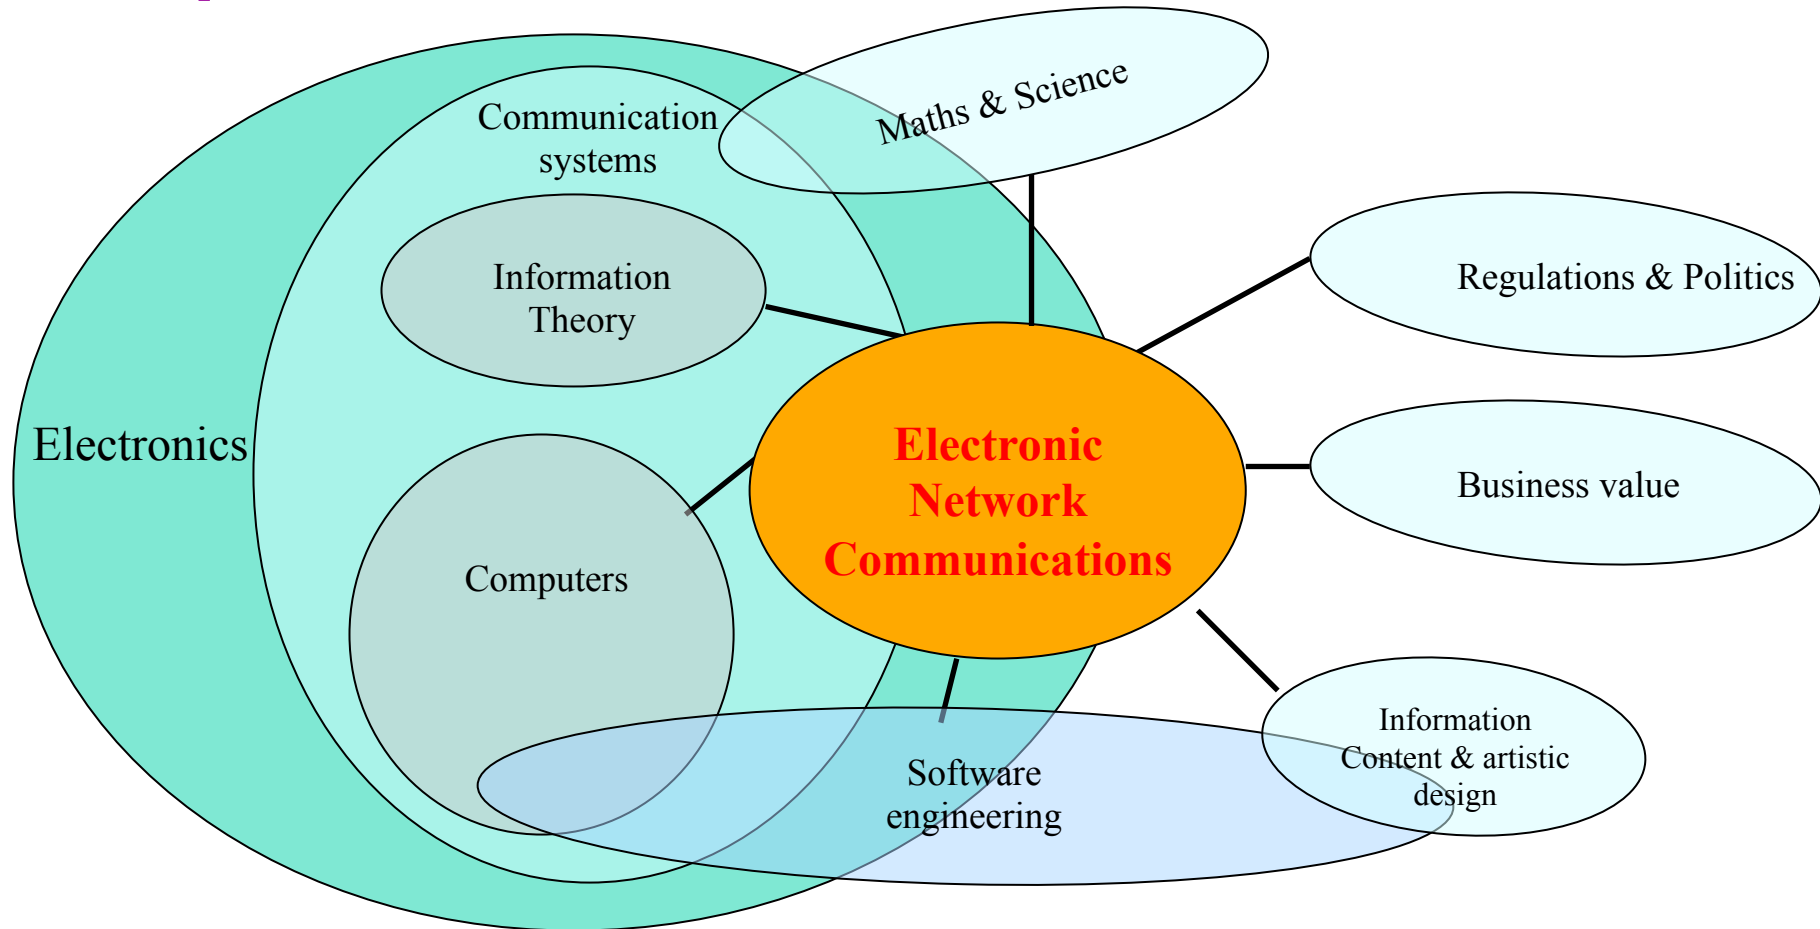 Communication
systems
Maths & Science
Information
Theory
Regulations & Politics
Electronics
Electronic
Network
Communications
Business value
Computers
Information
Content & artistic
design
Software
engineering